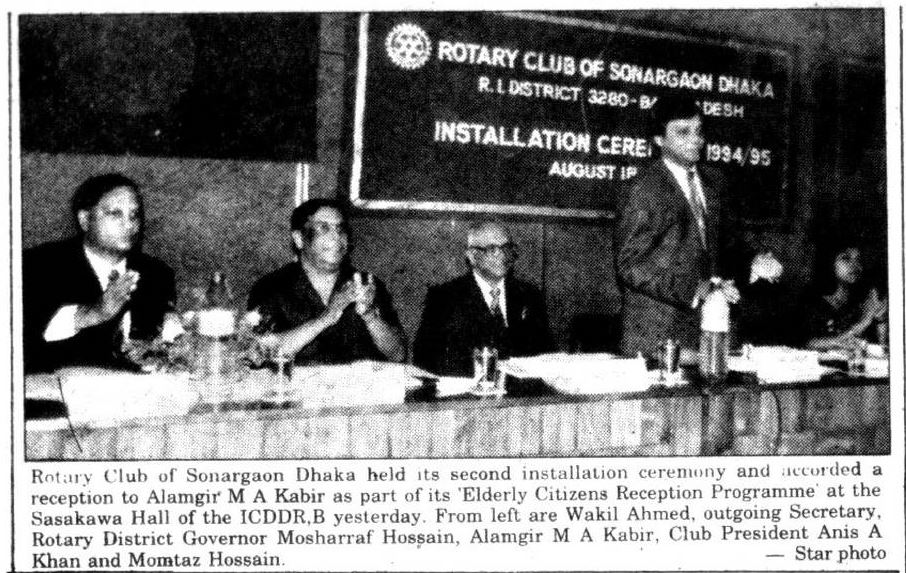 ROTARY CLUB OF SONARGAON DHAKA
R. I. DISTRICT 3280-BA DESH
INSTALLATION CERE 1994/95
AUGUST
Rotary Club of Sonargaon Dhaka held its second installation ceremony and accorded a
reception to Alamgir M A Kabir as part of its 'Elderly Citizens Reception Programme' at the
Sasakawa Hall of the ICDDR,B yesterday. From left are Wakil Ahmed, outgoing Secretary,
Rotary District Governor Mosharraf Hossain, Alamgir M A Kabir, Club President Anis A
Khan and Momtaz Hossain. — Star photo